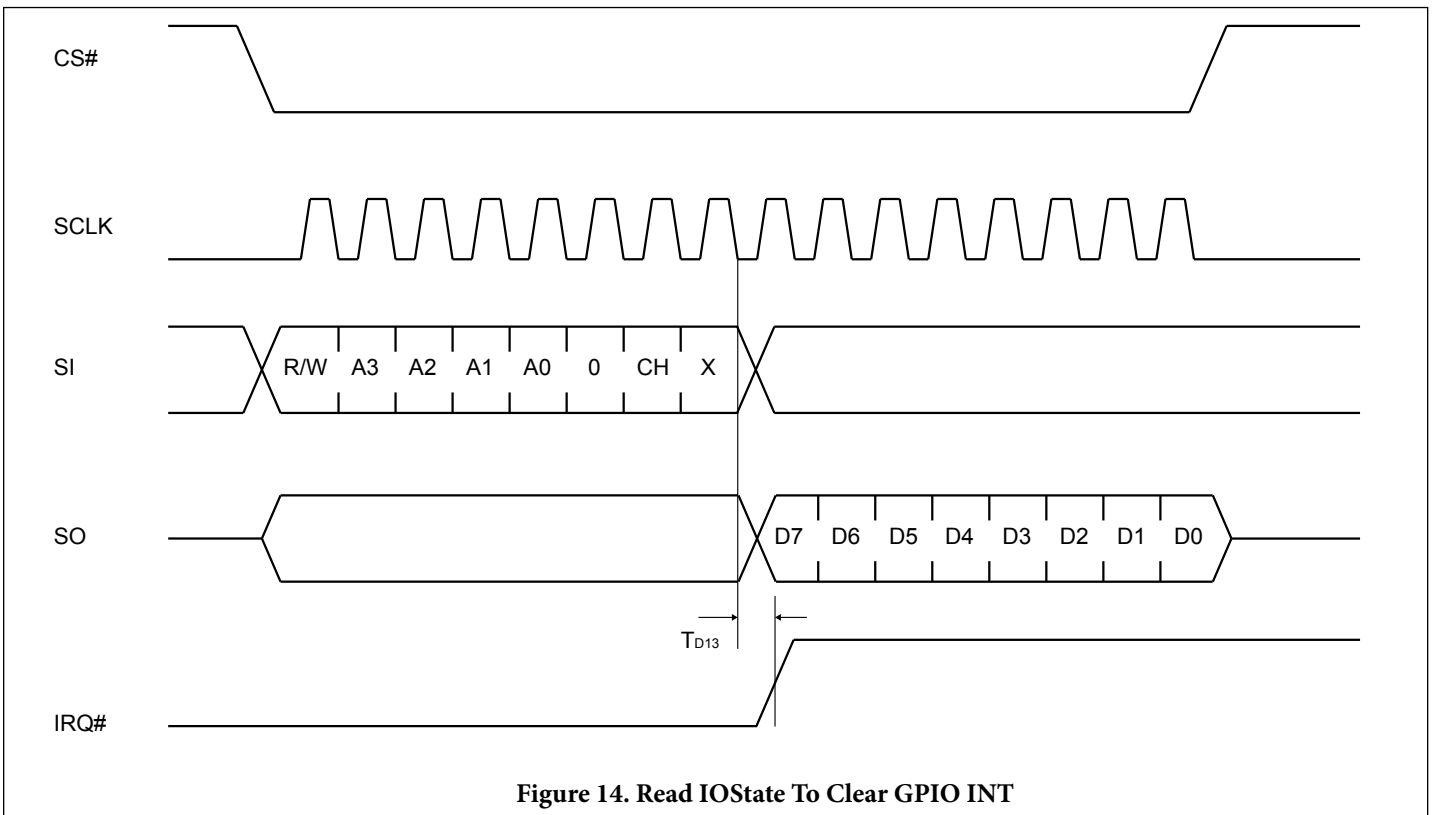 CS#
SCLK
SI
R/W A3 A2 A1 A0 0 CH X
SO
D7 D6 D5 D4 D3 D2 D1 D0
TD13
IRQ#
Figure 14. Read IOState To Clear GPIO INT